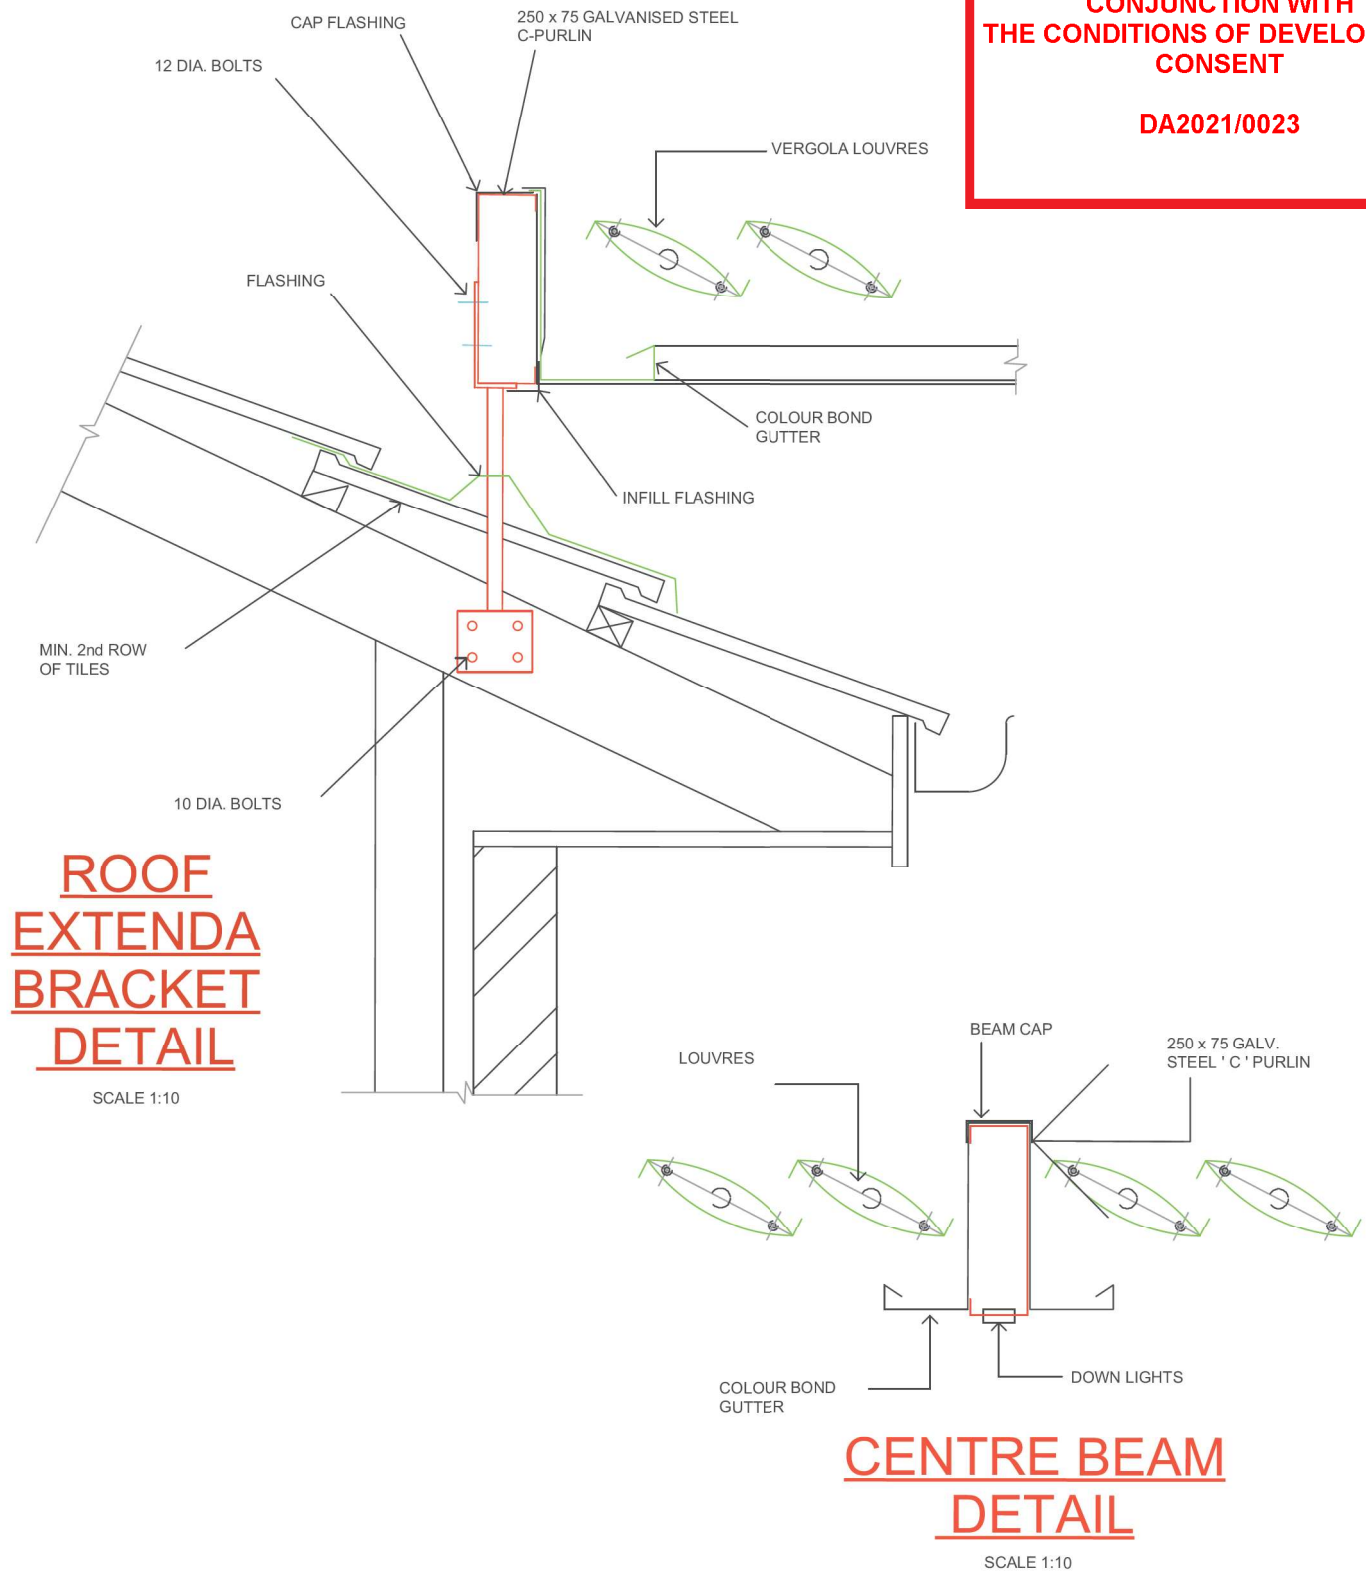 CONJUNCTION WITH
THE CONDITIONS OF DEVELO
CONSENT
DA2021/0023
CAP FLASHING
250 x 75 GALVANISED STEEL
C-PURLIN
12 DIA. BOLTS
VERGOLA LOUVRES
FLASHING
COLOUR BOND
GUTTER
INFILL FLASHING
MIN. 2nd ROW
OF TILES
10 DIA. BOLTS
ROOF
EXTENDA
BRACKET
DETAIL
SCALE 1:10
BEAM CAP
LOUVRES
250 x 75 GALV.
STEEL ' C ' PURLIN
COLOUR BOND
GUTTER
DOWN LIGHTS
CENTRE BEAM
DETAIL
SCALE 1:10